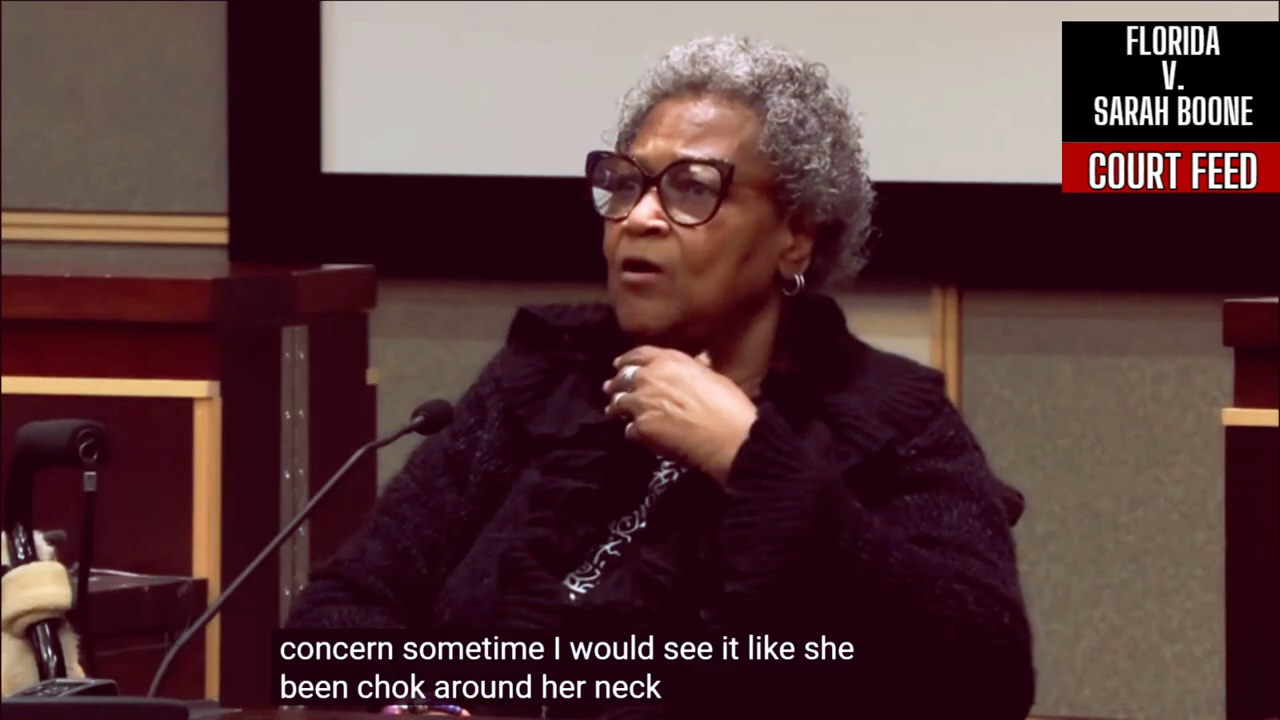 FLORIDA
V.
SARAH BOONE
COURT FEED
concern sometime I would see it like she
been chok around her neck